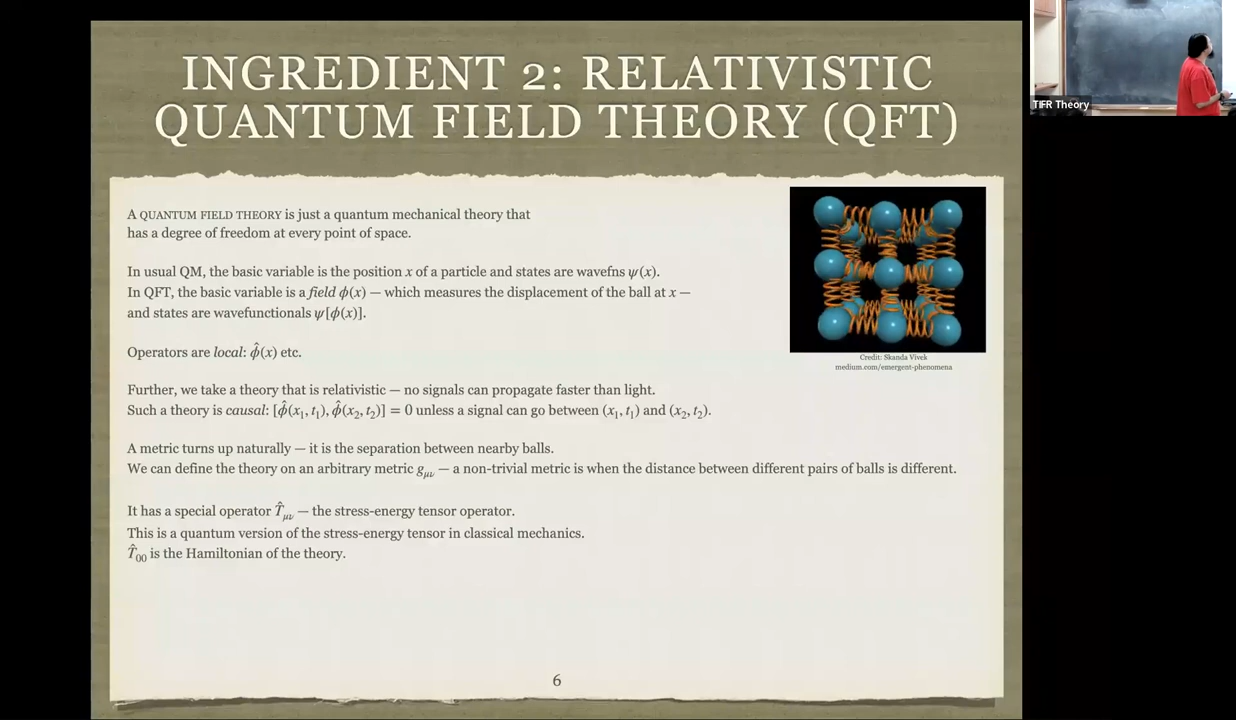 INGREDIENT 2: RELATIVISTIC
QUANTUM FIELD THEORY (QFT)
A QUANTUM FIELD THEORY is just a quantum mechanical theory that
has a degree of freedom at every point of space.
In usual QM, the basic variable is the position x of a particle and states are wavefns ψ(x).
In QFT, the basic variable is a field ϕ(x) — which measures the displacement of the ball at x —
and states are wavefunctionals ψ[ϕ(x)].
Operators are local: ϕ̂(x) etc.
Further, we take a theory that is relativistic — no signals can propagate faster than light.
Such a theory is causal: [ϕ̂(x₁, t₁), ϕ̂(x₂, t₂)] = 0 unless a signal can go between (x₁, t₁) and (x₂, t₂).
A metric turns up naturally — it is the separation between nearby balls.
We can define the theory on an arbitrary metric g_μν — a non-trivial metric is when the distance between different pairs of balls is different.
It has a special operator T̂_μν — the stress-energy tensor operator.
This is a quantum version of the stress-energy tensor in classical mechanics.
T̂₀₀ is the Hamiltonian of the theory.
Credit: Skanda Vivek
medium.com/emergent-phenomena
6
TIFR Theory